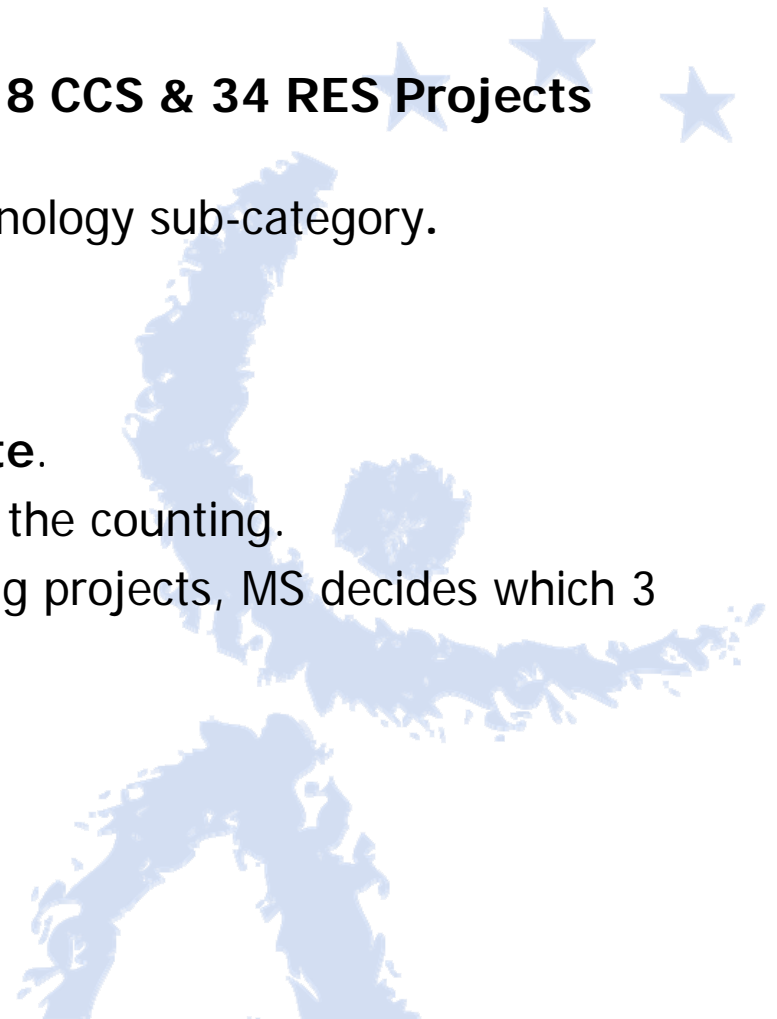 8 CCS & 34 RES Projects
nology sub-category.
te.
the counting.
g projects, MS decides which 3